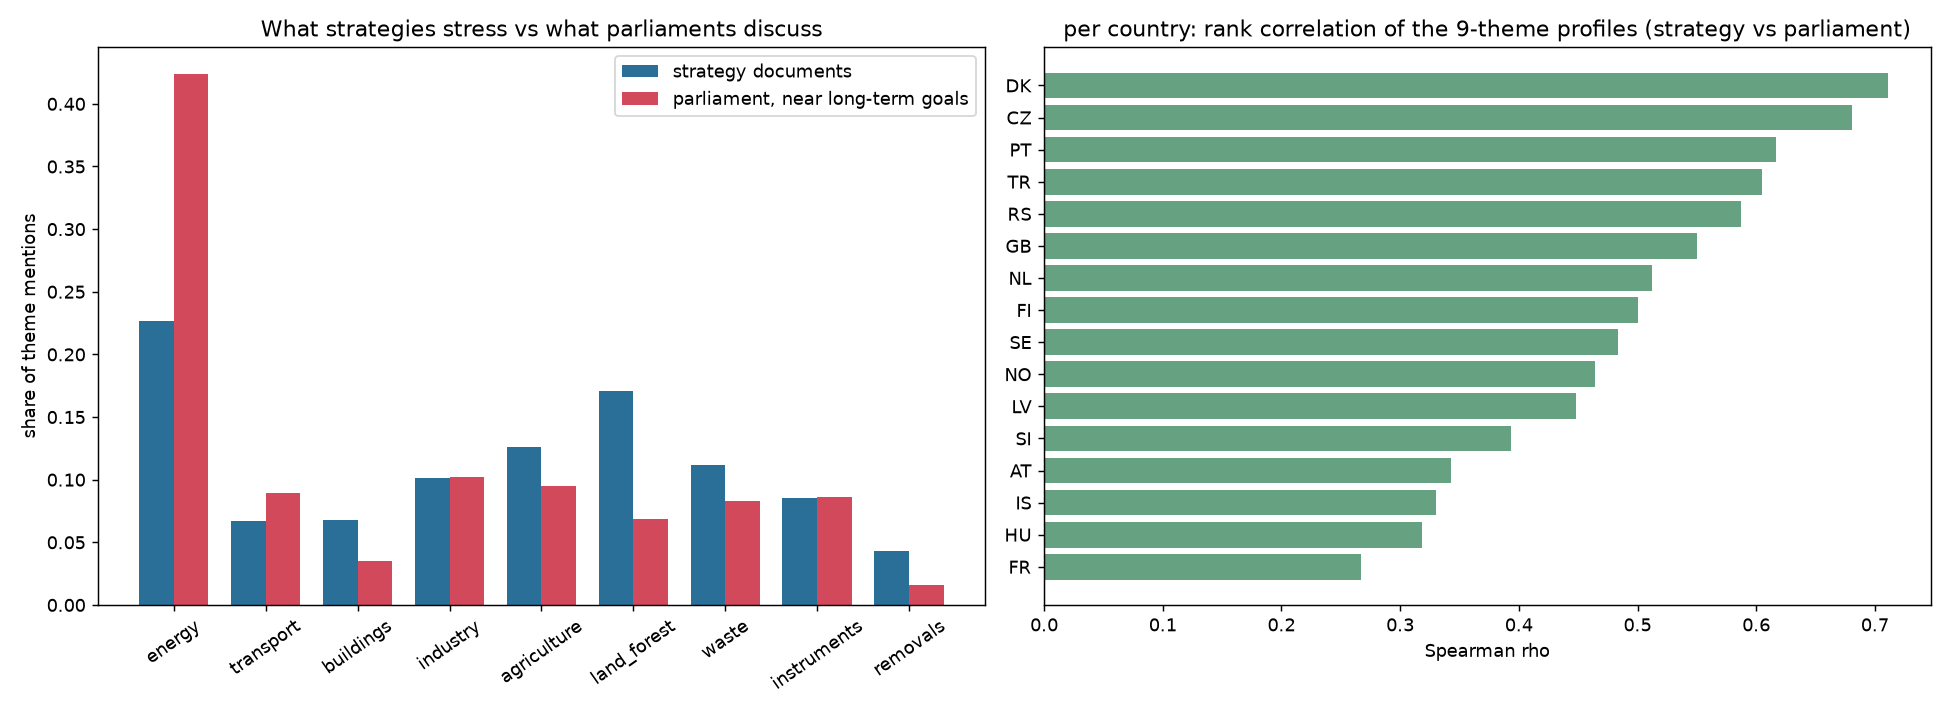 What strategies stress vs what parliaments discuss
strategy documents
parliament, near long-term goals
share of theme mentions
0.40
0.35
0.30
0.25
0.20
0.15
0.10
0.05
0.00
energy
transport
buildings
industry
agriculture
land_forest
waste
instruments
removals
per country: rank correlation of the 9-theme profiles (strategy vs parliament)
DK
CZ
PT
TR
RS
GB
NL
FI
SE
NO
LV
SI
AT
IS
HU
FR
0.0 0.1 0.2 0.3 0.4 0.5 0.6 0.7
Spearman rho